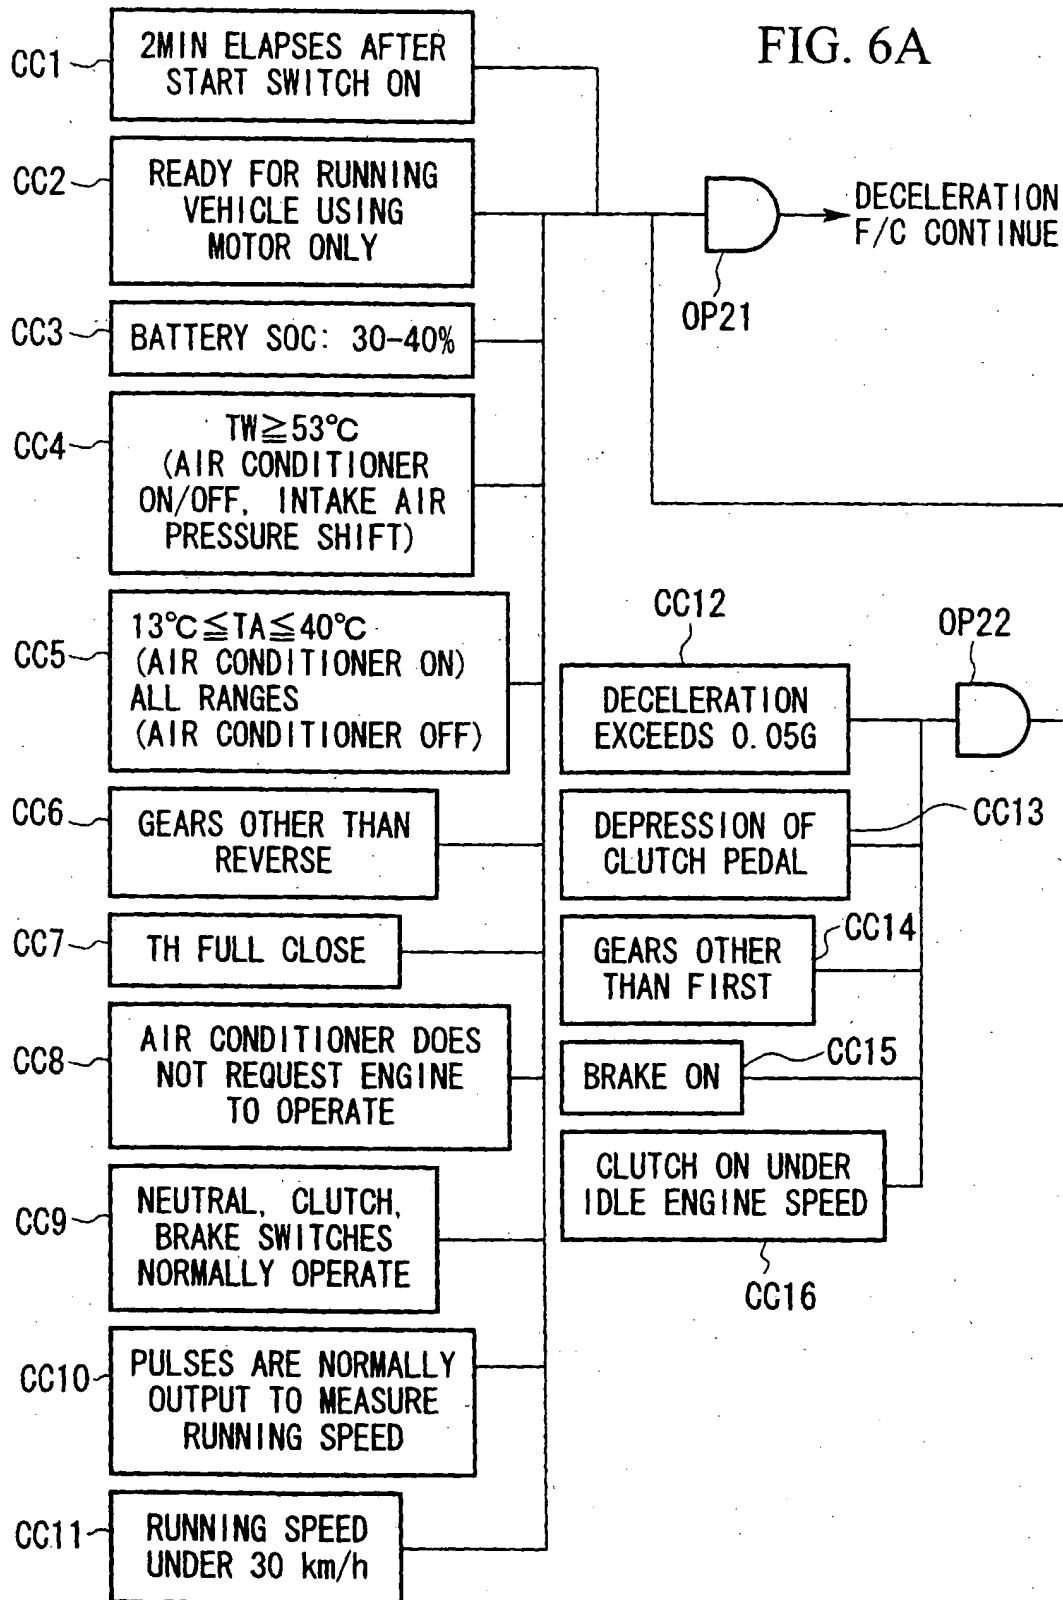 FIG. 6A
CC1
2MIN ELAPSES AFTER
START SWITCH ON
CC2
READY FOR RUNNING
VEHICLE USING
MOTOR ONLY
OP21
DECELERATION
F/C CONTINUE
CC3
BATTERY SOC: 30-40%
CC4
TW≧53℃
(AIR CONDITIONER
ON/OFF, INTAKE AIR
PRESSURE SHIFT)
CC5
13℃≦TA≦40℃
(AIR CONDITIONER ON)
ALL RANGES
(AIR CONDITIONER OFF)
CC6
GEARS OTHER THAN
REVERSE
CC7
TH FULL CLOSE
CC8
AIR CONDITIONER DOES
NOT REQUEST ENGINE
TO OPERATE
CC9
NEUTRAL, CLUTCH,
BRAKE SWITCHES
NORMALLY OPERATE
CC10
PULSES ARE NORMALLY
OUTPUT TO MEASURE
RUNNING SPEED
CC11
RUNNING SPEED
UNDER 30 km/h
CC12
DECELERATION
EXCEEDS 0.05G
OP22
CC13
DEPRESSION OF
CLUTCH PEDAL
CC14
GEARS OTHER
THAN FIRST
CC15
BRAKE ON
CLUTCH ON UNDER
IDLE ENGINE SPEED
CC16